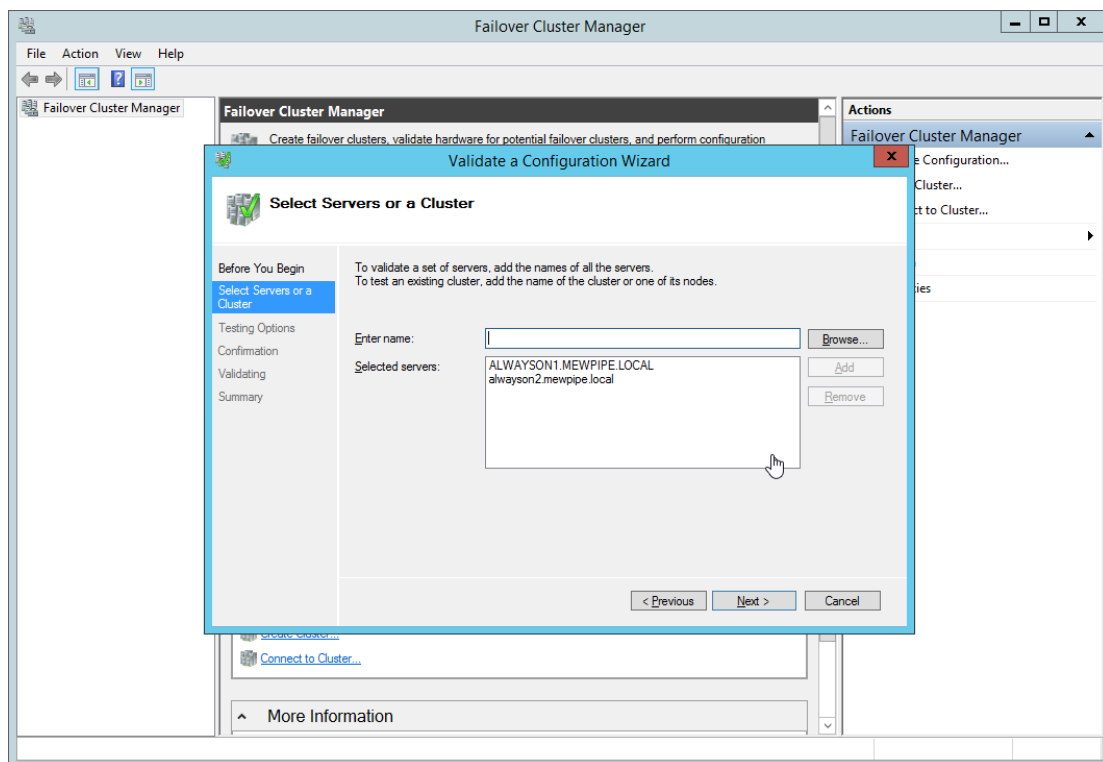 Failover Cluster Manager
File Action View Help
Failover Cluster Manager
Failover Cluster Manager
Create failover clusters, validate hardware for potential failover clusters, and perform configuration
Actions
Failover Cluster Manager
Configuration...
Cluster...
to Cluster...
Validate a Configuration Wizard
Select Servers or a Cluster
Before You Begin
Select Servers or a
Cluster
Testing Options
Confirmation
Validating
Summary
To validate a set of servers, add the names of all the servers.
To test an existing cluster, add the name of the cluster or one of its nodes.
Enter name:
Browse...
Selected servers:
ALWAYSON1.MEWPIPE.LOCAL
alwayson2.mewpipe.local
Add
Remove
< Previous
Next >
Cancel
Create Cluster...
Connect to Cluster...
More Information